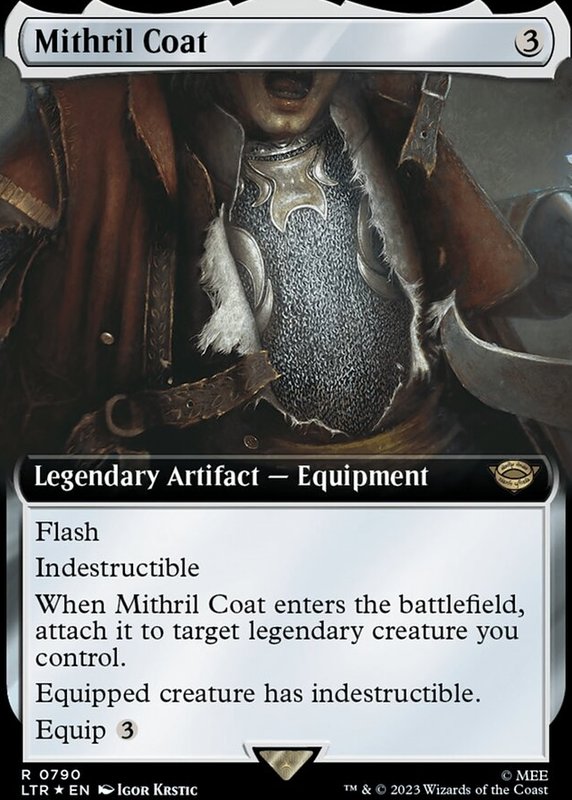 Mithril Coat 3
Legendary Artifact — Equipment
Flash
Indestructible
When Mithril Coat enters the battlefield,
attach it to target legendary creature you
control.
Equipped creature has indestructible.
Equip 3
R 0790
LTR ★ EN Igor Krstic
© MEE
™ & © 2023 Wizards of the Coast